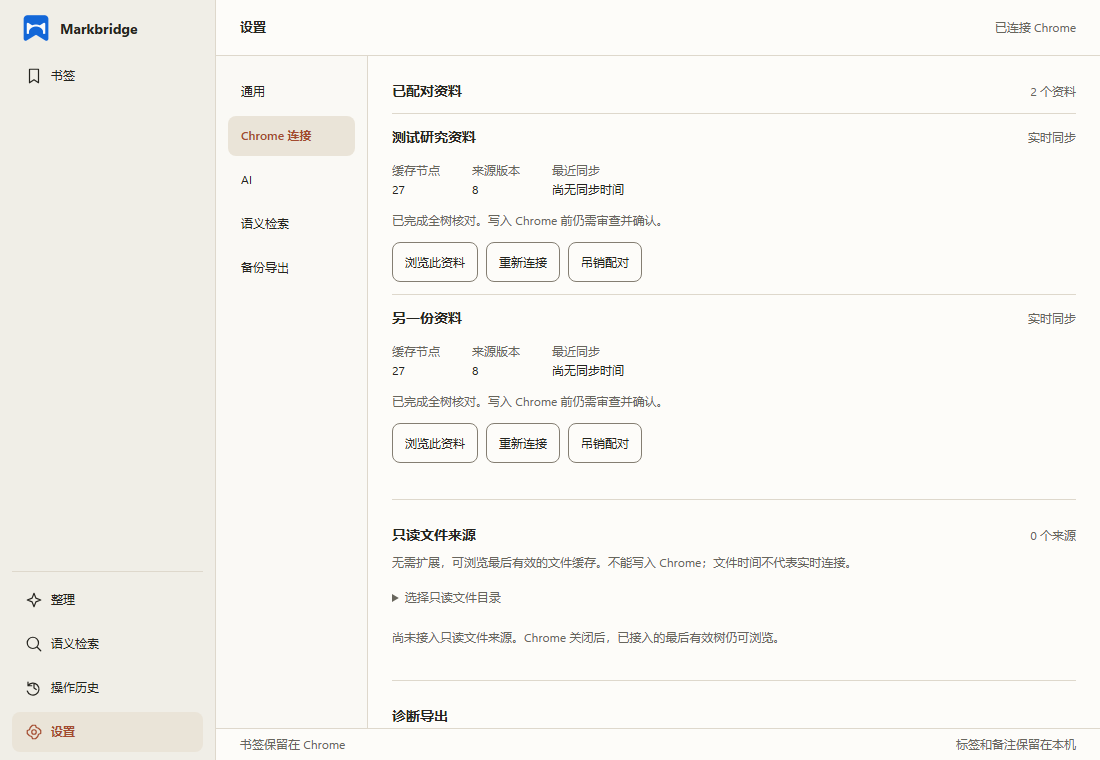 Markbridge
书签
整理
语义检索
操作历史
设置
设置
已连接 Chrome
通用
Chrome 连接
AI
语义检索
备份导出
已配对资料
2 个资料
测试研究资料
实时同步
缓存节点 来源版本 最近同步
27 8 尚无同步时间
已完成全树核对。写入 Chrome 前仍需审查并确认。
浏览此资料 重新连接 吊销配对
另一份资料
实时同步
缓存节点 来源版本 最近同步
27 8 尚无同步时间
已完成全树核对。写入 Chrome 前仍需审查并确认。
浏览此资料 重新连接 吊销配对
只读文件来源
0 个来源
无需扩展，可浏览最后有效的文件缓存。不能写入 Chrome；文件时间不代表实时连接。
选择只读文件目录
尚未接入只读文件来源。Chrome 关闭后，已接入的最后有效树仍可浏览。
诊断导出
书签保留在 Chrome
标签和备注保留在本机